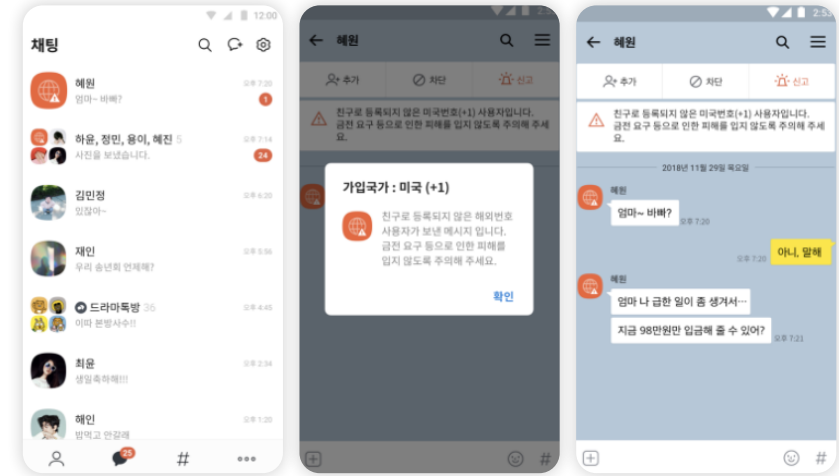 12:00
채팅
혜원
오후 7:20
엄마~ 바빠?
1
하윤, 정민, 용이, 혜진 5
오후 7:14
사진을 보냈습니다.
24
김민정
오후 6:20
있잖아~
재인
오후 5:56
우리 송년회 언제해?
드라마톡방 36
오후 4:45
이따 본방사수!!
최윤
오후 2:34
생일축하해!!!
해인
오후 1:20
밥먹고 안갈래
25
#
혜원
추가
차단
신고
친구로 등록되지 않은 미국번호(+1) 사용자입니다.
금전 요구 등으로 인한 피해를 입지 않도록 주의해 주세
요.
가입국가 : 미국 (+1)
친구로 등록되지 않은 해외번호
사용자가 보낸 메시지 입니다.
금전 요구 등으로 인한 피해를
입지 않도록 주의해 주세요.
확인
#
혜원
추가
차단
신고
친구로 등록되지 않은 미국번호(+1) 사용자입니다.
금전 요구 등으로 인한 피해를 입지 않도록 주의해 주세
요.
2018년 11월 29일 목요일
혜원
엄마~ 바빠?
오후 7:20
아니, 말해
오후 7:20
혜원
엄마 나 급한 일이 좀 생겨서…
지금 98만원만 입금해 줄 수 있어?
오후 7:21
#